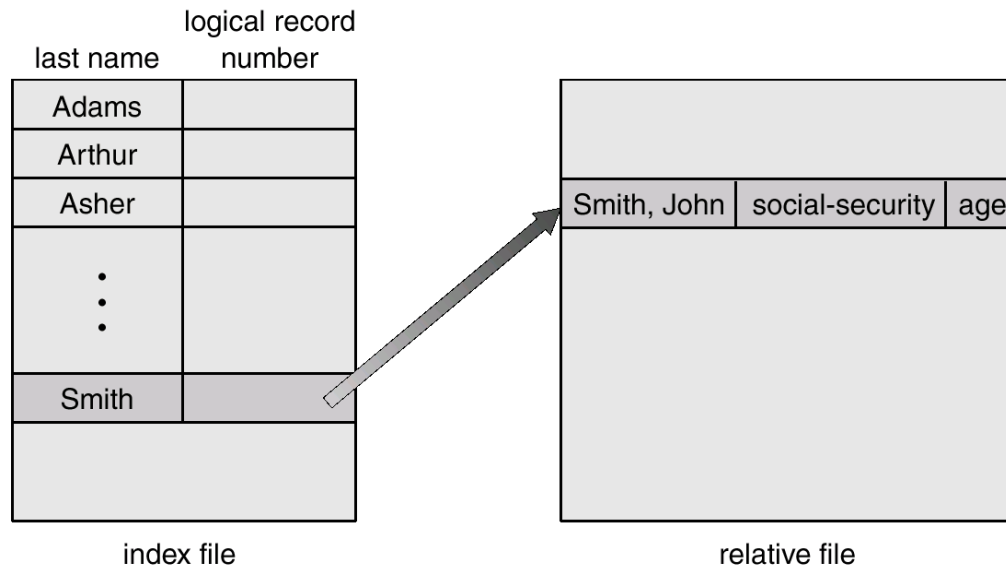 logical record
last name number
Adams
Arthur
Asher
Smith
index file
Smith, John social-security age
relative file